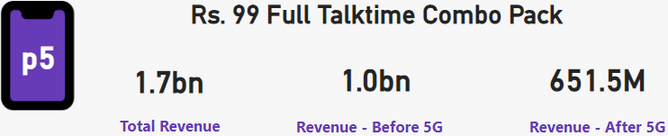 Rs. 99 Full Talktime Combo Pack
p5
1.7bn 1.0bn 651.5M
Total Revenue Revenue - Before 5G Revenue - After 5G